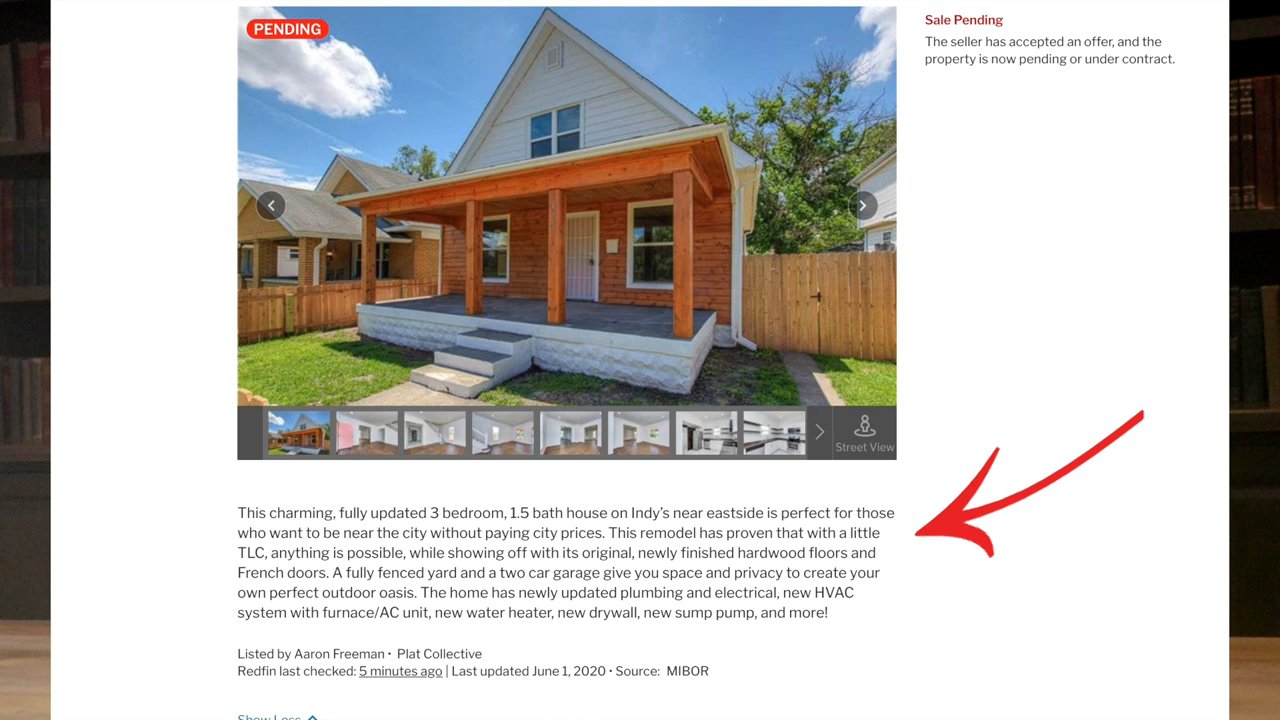 PENDING
Sale Pending
The seller has accepted an offer, and the
property is now pending or under contract.
Street View
This charming, fully updated 3 bedroom, 1.5 bath house on Indy’s near eastside is perfect for those
who want to be near the city without paying city prices. This remodel has proven that with a little
TLC, anything is possible, while showing off with its original, newly finished hardwood floors and
French doors. A fully fenced yard and a two car garage give you space and privacy to create your
own perfect outdoor oasis. The home has newly updated plumbing and electrical, new HVAC
system with furnace/AC unit, new water heater, new drywall, new sump pump, and more!
Listed by Aaron Freeman • Plat Collective
Redfin last checked: 5 minutes ago | Last updated June 1, 2020 • Source: MIBOR
Show Less